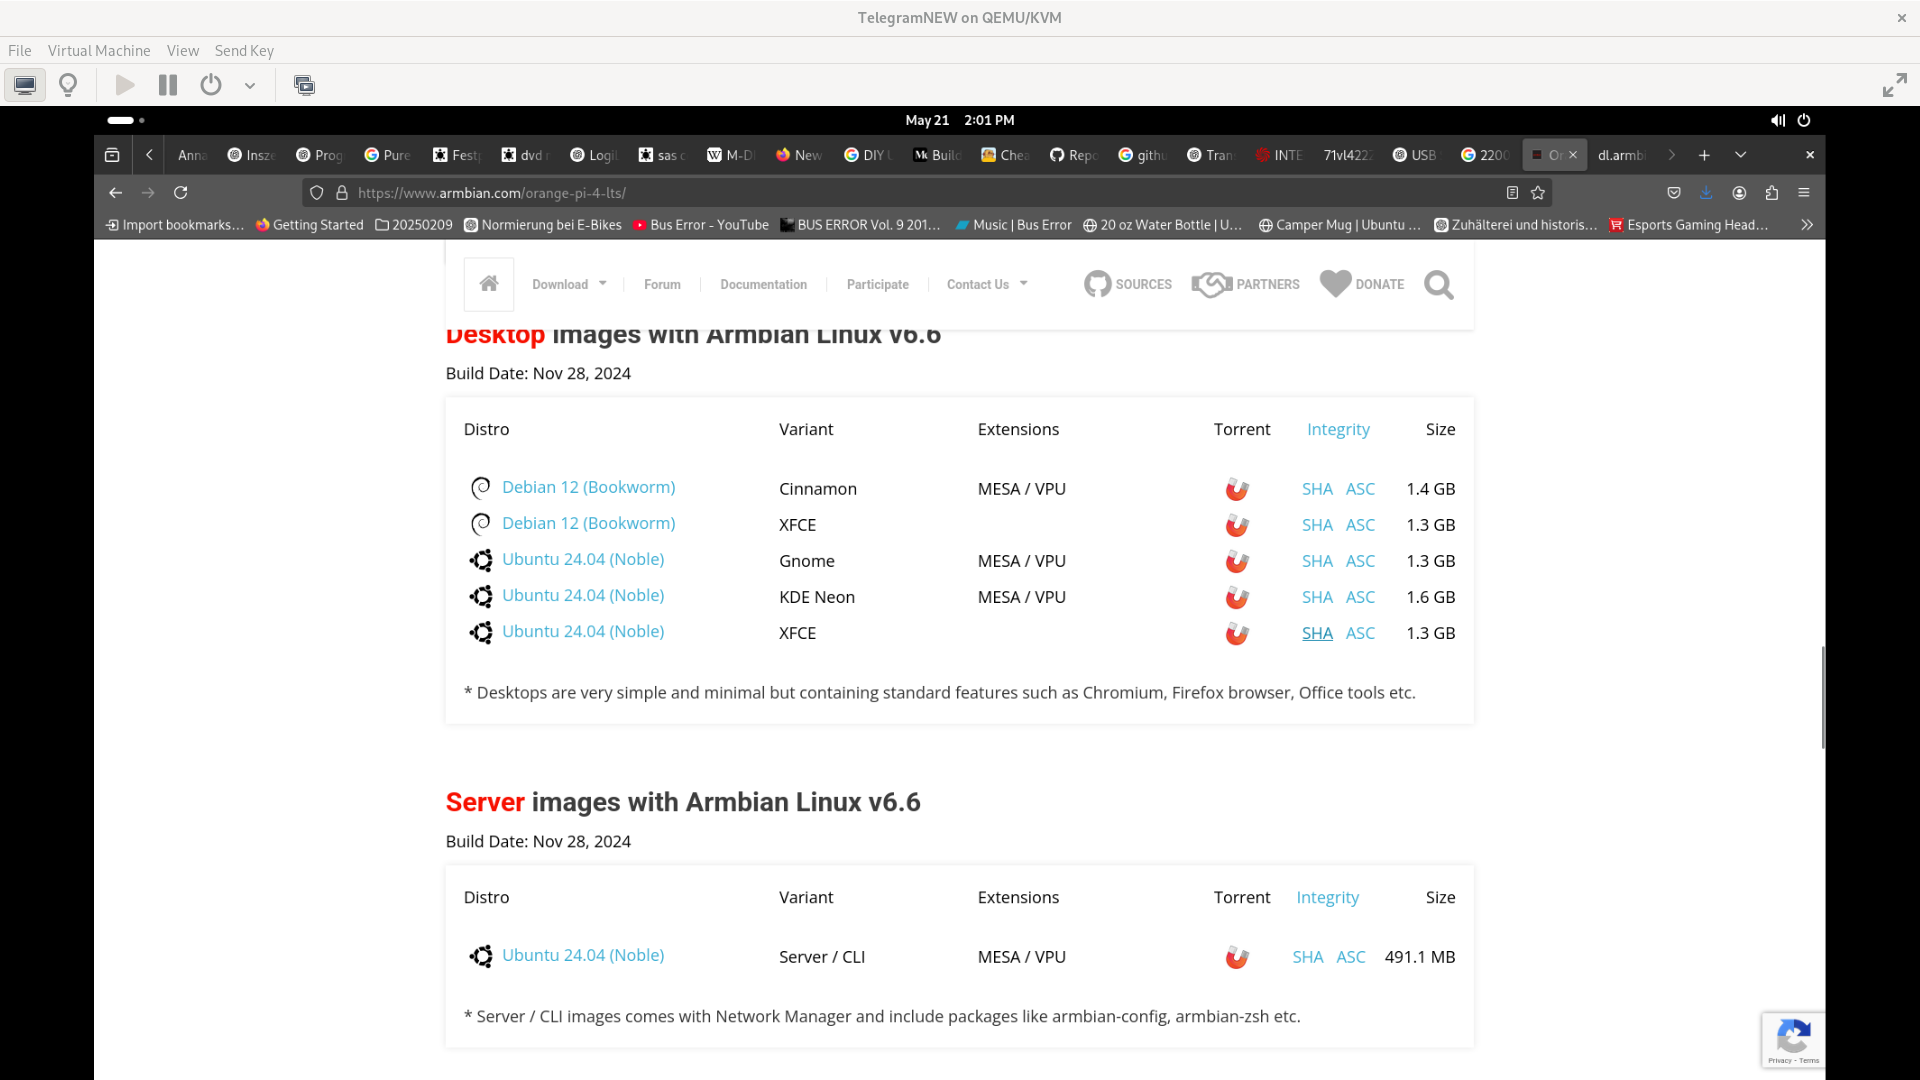 TelegramNEW on QEMU/KVM
File Virtual Machine View Send Key
May 21 2:01 PM
Anna Insze Prog Pure Festp dvd r Logil sas c M-DI New DIY U Build Chea Repo githu Tran INTE 71vl4222 USB 2200 Or dl.armbi
https://www.armbian.com/orange-pi-4-lts/
Import bookmarks... Getting Started 20250209 Normierung bei E-Bikes Bus Error - YouTube BUS ERROR Vol. 9 201... Music | Bus Error 20 oz Water Bottle | U... Camper Mug | Ubuntu ... Zuhälterei und historis... Esports Gaming Head...
Download Forum Documentation Participate Contact Us SOURCES PARTNERS DONATE
Desktop images with Armbian Linux v6.6
Build Date: Nov 28, 2024
Distro Variant Extensions Torrent Integrity Size
Debian 12 (Bookworm) Cinnamon MESA / VPU SHA ASC 1.4 GB
Debian 12 (Bookworm) XFCE SHA ASC 1.3 GB
Ubuntu 24.04 (Noble) Gnome MESA / VPU SHA ASC 1.3 GB
Ubuntu 24.04 (Noble) KDE Neon MESA / VPU SHA ASC 1.6 GB
Ubuntu 24.04 (Noble) XFCE SHA ASC 1.3 GB
* Desktops are very simple and minimal but containing standard features such as Chromium, Firefox browser, Office tools etc.
Server images with Armbian Linux v6.6
Build Date: Nov 28, 2024
Distro Variant Extensions Torrent Integrity Size
Ubuntu 24.04 (Noble) Server / CLI MESA / VPU SHA ASC 491.1 MB
* Server / CLI images comes with Network Manager and include packages like armbian-config, armbian-zsh etc.
Privacy - Terms